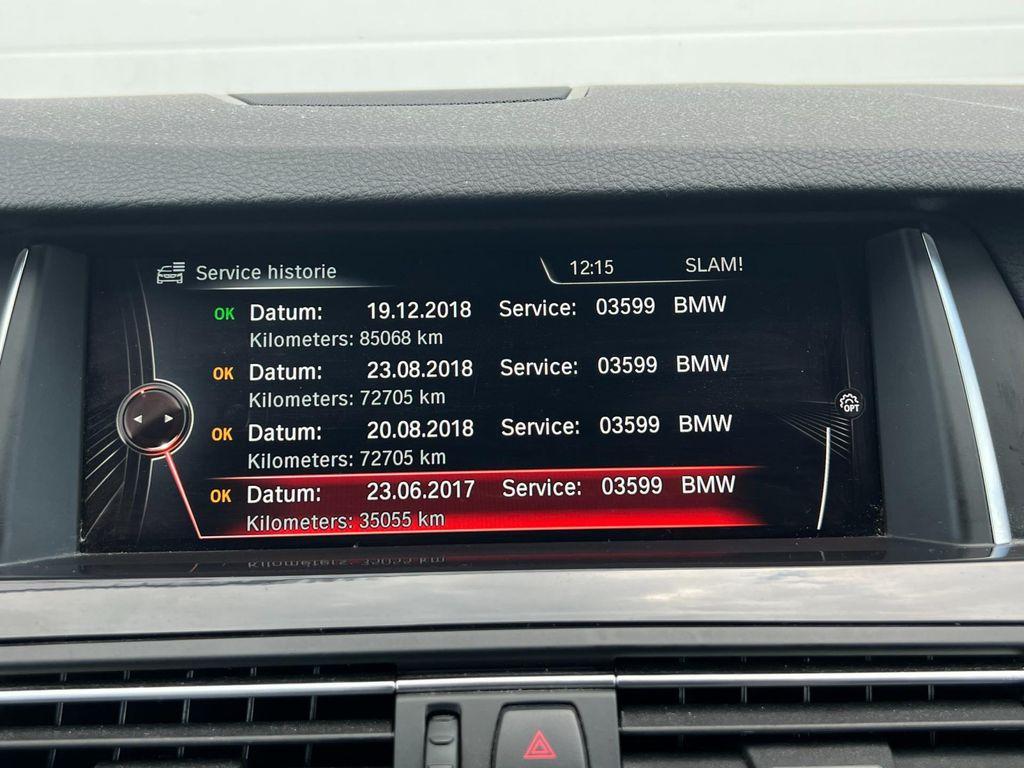 Service historie 12:15 SLAM!
OK Datum: 19.12.2018 Service: 03599 BMW
Kilometers: 85068 km
OK Datum: 23.08.2018 Service: 03599 BMW
Kilometers: 72705 km
OK Datum: 20.08.2018 Service: 03599 BMW
Kilometers: 72705 km
OK Datum: 23.06.2017 Service: 03599 BMW
Kilometers: 35055 km
OPT